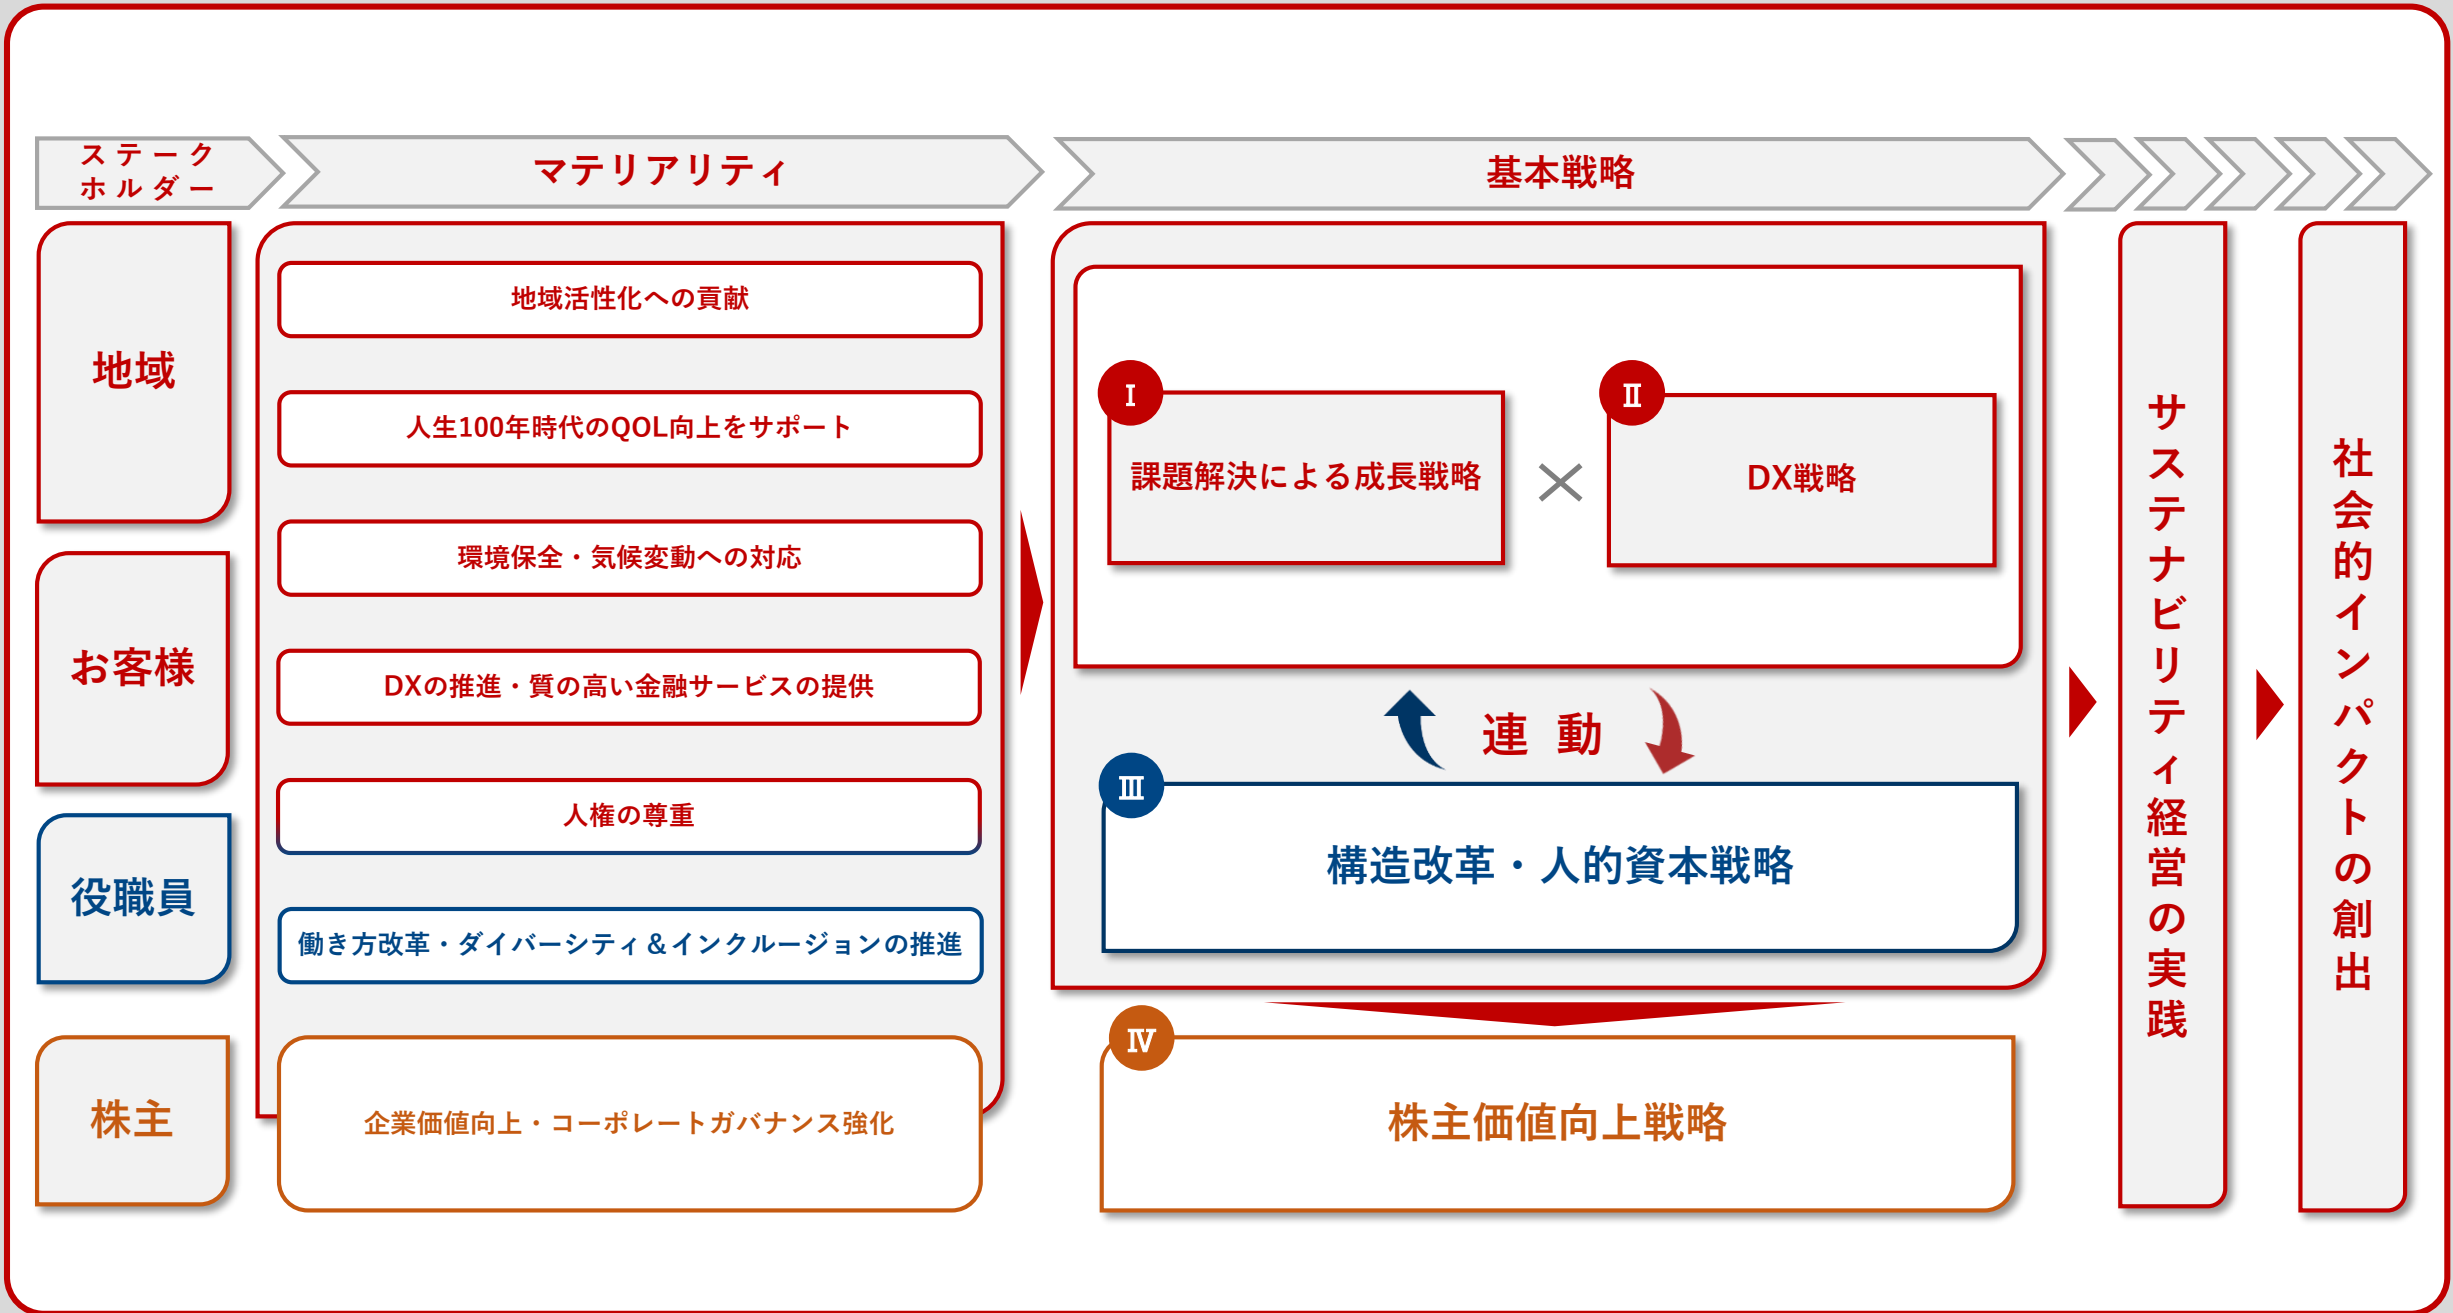 ステーク
ホルダー
マテリアリティ
基本戦略
地域
お客様
役職員
株主
地域活性化への貢献
人生100年時代のQOL向上をサポート
環境保全・気候変動への対応
DXの推進・質の高い金融サービスの提供
人権の尊重
働き方改革・ダイバーシティ＆インクルージョンの推進
企業価値向上・コーポレートガバナンス強化
Ⅰ
課題解決による成長戦略
×
Ⅱ
DX戦略
連動
Ⅲ
構造改革・人的資本戦略
Ⅳ
株主価値向上戦略
サステナビリティ経営の実践
社会的インパクトの創出